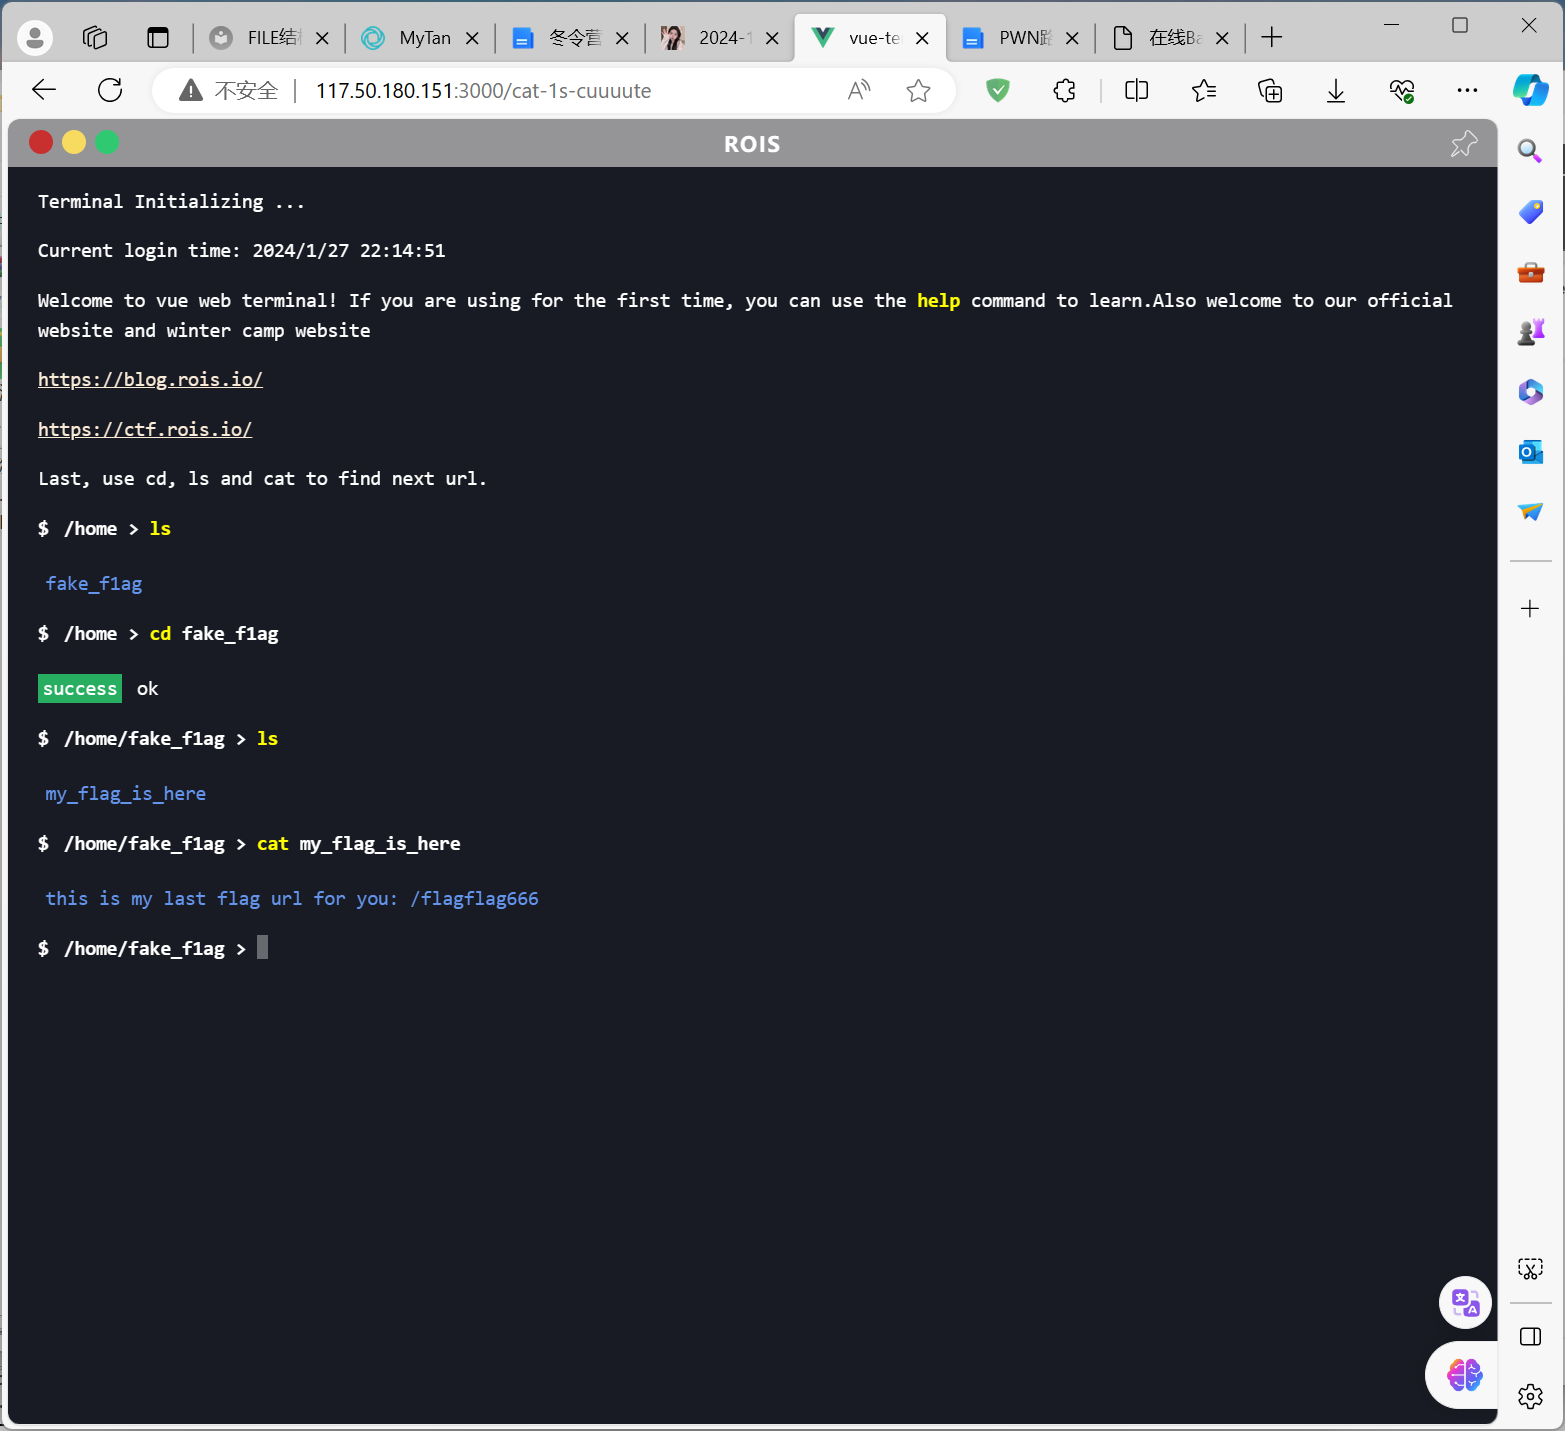 FILE结
MyTan
冬令营
2024-1
vue-te
PWN路
在线Ba
不安全
117.50.180.151:3000/cat-1s-cuuuute
ROIS
Terminal Initializing ...
Current login time: 2024/1/27 22:14:51
Welcome to vue web terminal! If you are using for the first time, you can use the help command to learn.Also welcome to our official
website and winter camp website
https://blog.rois.io/
https://ctf.rois.io/
Last, use cd, ls and cat to find next url.
$ /home > ls
fake_f1ag
$ /home > cd fake_f1ag
success ok
$ /home/fake_f1ag > ls
my_flag_is_here
$ /home/fake_f1ag > cat my_flag_is_here
this is my last flag url for you: /flagflag666
$ /home/fake_f1ag >